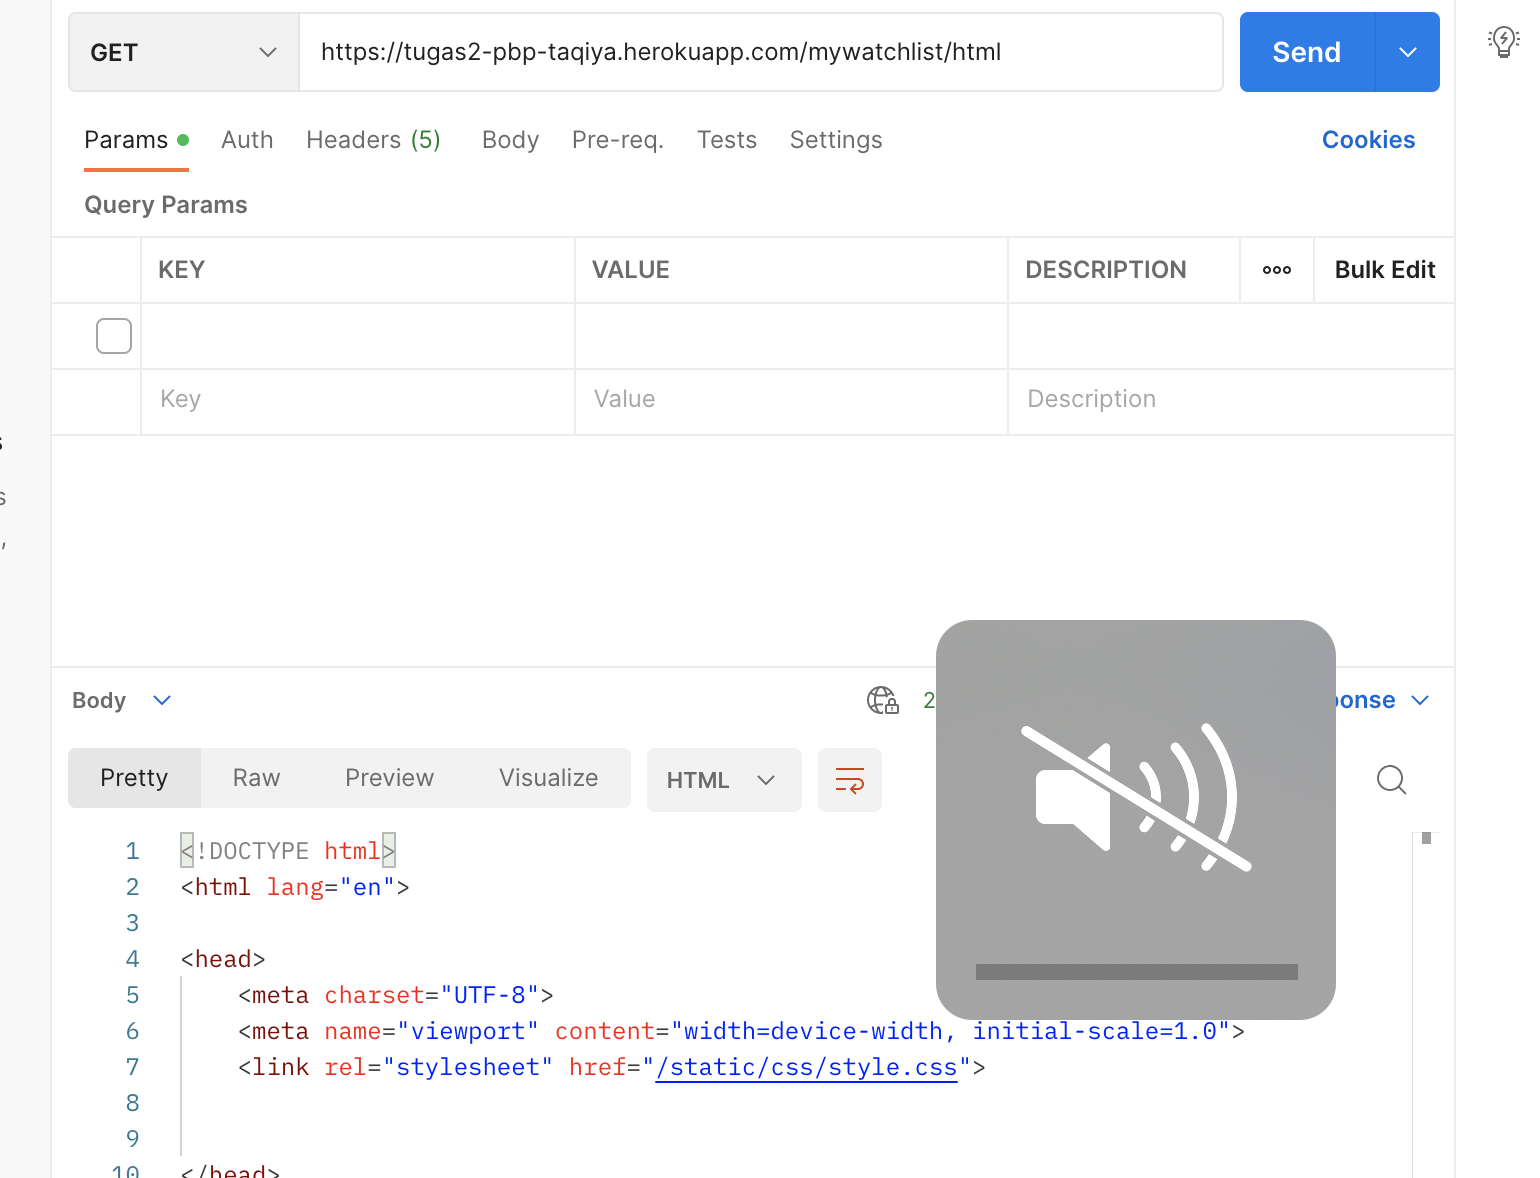 GET https://tugas2-pbp-taqiya.herokuapp.com/mywatchlist/html Send
Params Auth Headers (5) Body Pre-req. Tests Settings Cookies
Query Params
KEY VALUE DESCRIPTION Bulk Edit
Key Value Description
s
s
,
Body 2 ponse
Pretty Raw Preview Visualize HTML
1 <!DOCTYPE html>
2 <html lang="en">
3
4 <head>
5 <meta charset="UTF-8">
6 <meta name="viewport" content="width=device-width, initial-scale=1.0">
7 <link rel="stylesheet" href="/static/css/style.css">
8
9
10 </head>